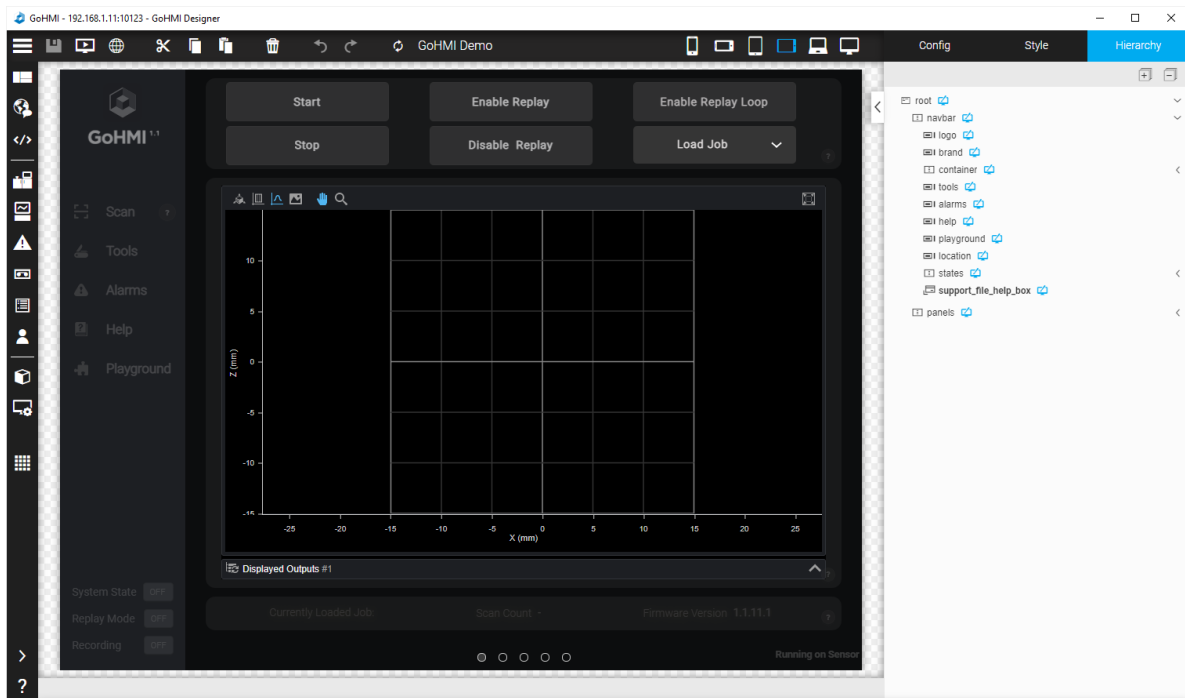 GoHMI - 192.168.1.11:10123 - GoHMI Designer
GoHMI Demo
Config
Style
Hierarchy
GoHMI 1.1
Scan ?
Tools
Alarms
Help
Playground
System State OFF
Replay Mode OFF
Recording OFF
Start
Enable Replay
Enable Replay Loop
Stop
Disable Replay
Load Job
?
Z (mm)
10
5
0
-5
-10
-15
-25 -20 -15 -10 -5 0 5 10 15 20 25
X (mm)
Displayed Outputs #1
?
Currently Loaded Job:
Scan Count -
Firmware Version 1.1.11.1
?
Running on Sensor
?
root
navbar
logo
brand
container
tools
alarms
help
playground
location
states
support_file_help_box
panels